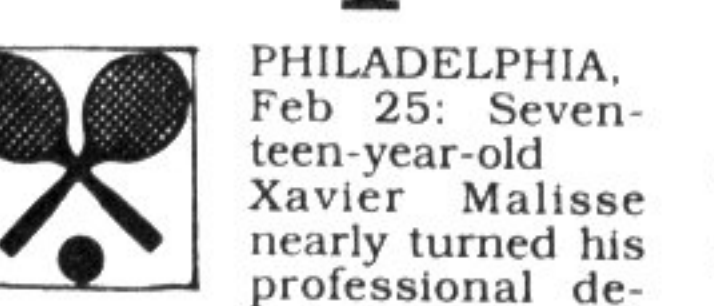 PHILADELPHIA,
Feb 25: Seven-
teen-year-old
Xavier Malisse
nearly turned his
professional de-